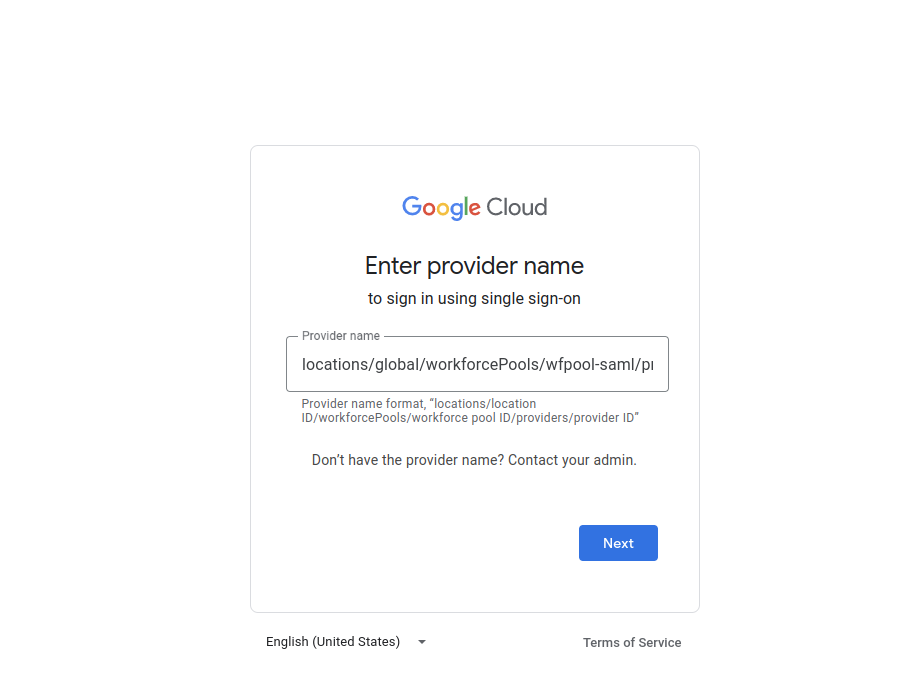 Google Cloud
Enter provider name
to sign in using single sign-on
Provider name
locations/global/workforcePools/wfpool-saml/pr
Provider name format, "locations/location
ID/workforcePools/workforce pool ID/providers/provider ID"
Don't have the provider name? Contact your admin.
Next
English (United States)
Terms of Service